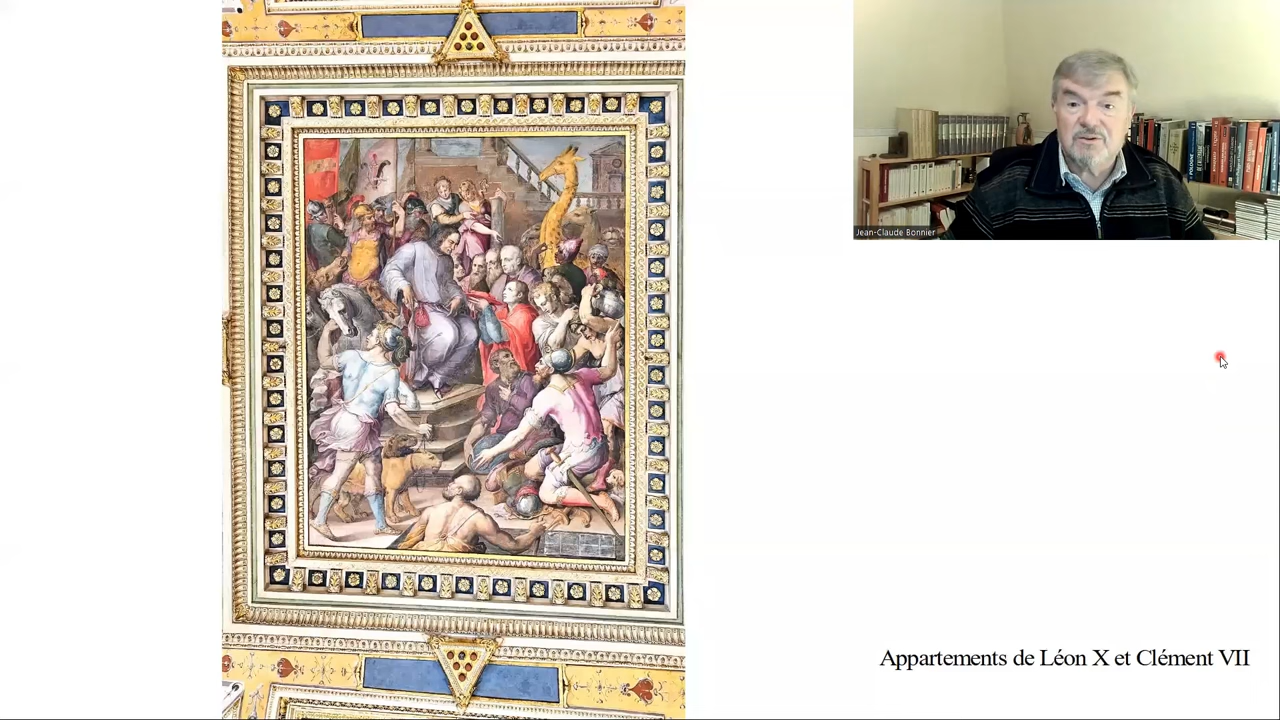 Jean-Claude Bonnier
Appartements de Léon X et Clément VII